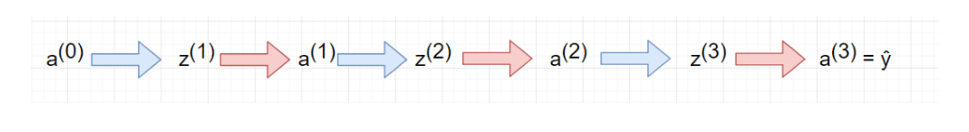 a(0) z(1) a(1) z(2) a(2) z(3) a(3) = ŷ